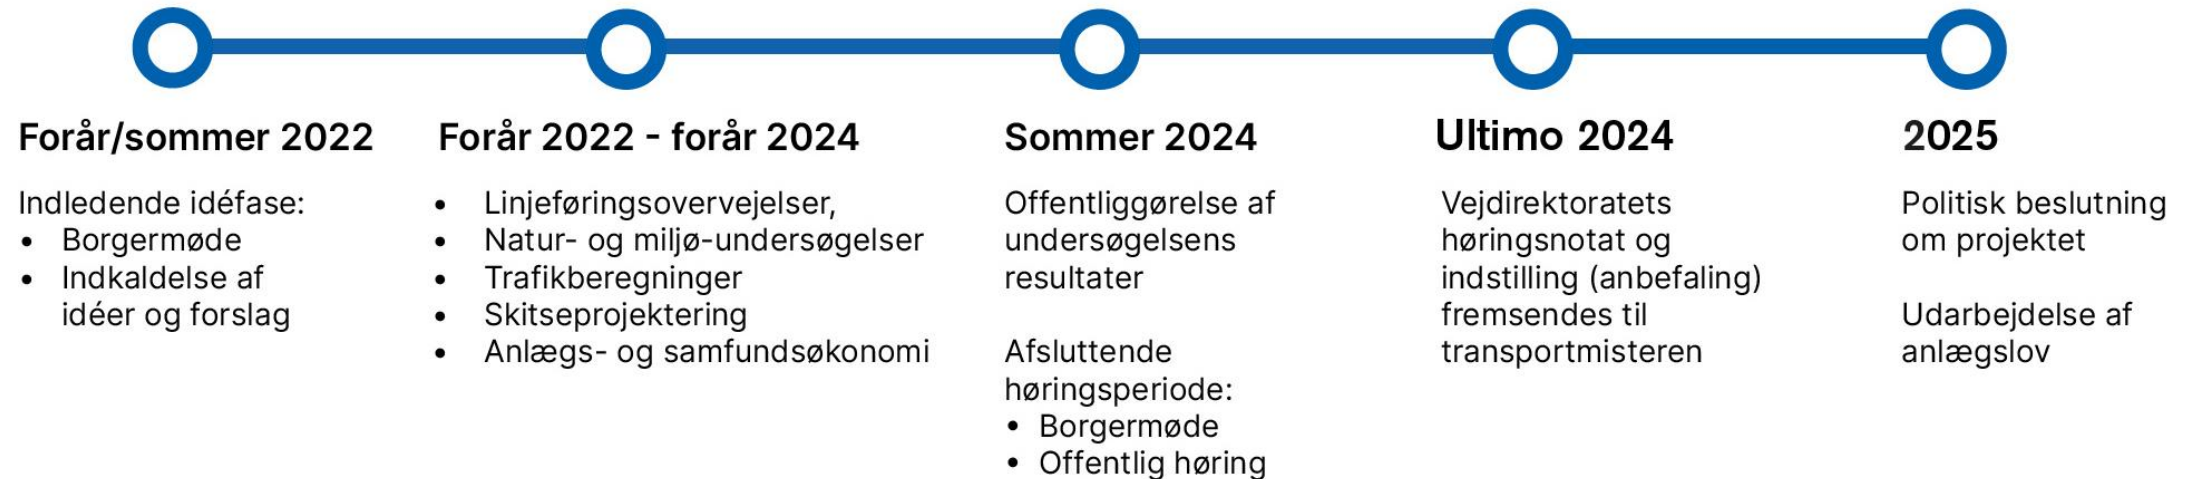 Forår/sommer 2022
Indledende idéfase:
• Borgermøde
• Indkaldelse af
idéer og forslag
Forår 2022 - forår 2024
• Linjeføringsovervejelser,
• Natur- og miljø-undersøgelser
• Trafikberegninger
• Skitseprojektering
• Anlægs- og samfundsøkonomi
Sommer 2024
Offentliggørelse af
undersøgelsens
resultater
Afsluttende
høringsperiode:
• Borgermøde
• Offentlig høring
Ultimo 2024
Vejdirektoratets
høringsnotat og
indstilling (anbefaling)
fremsendes til
transportmisteren
2025
Politisk beslutning
om projektet
Udarbejdelse af
anlægslov